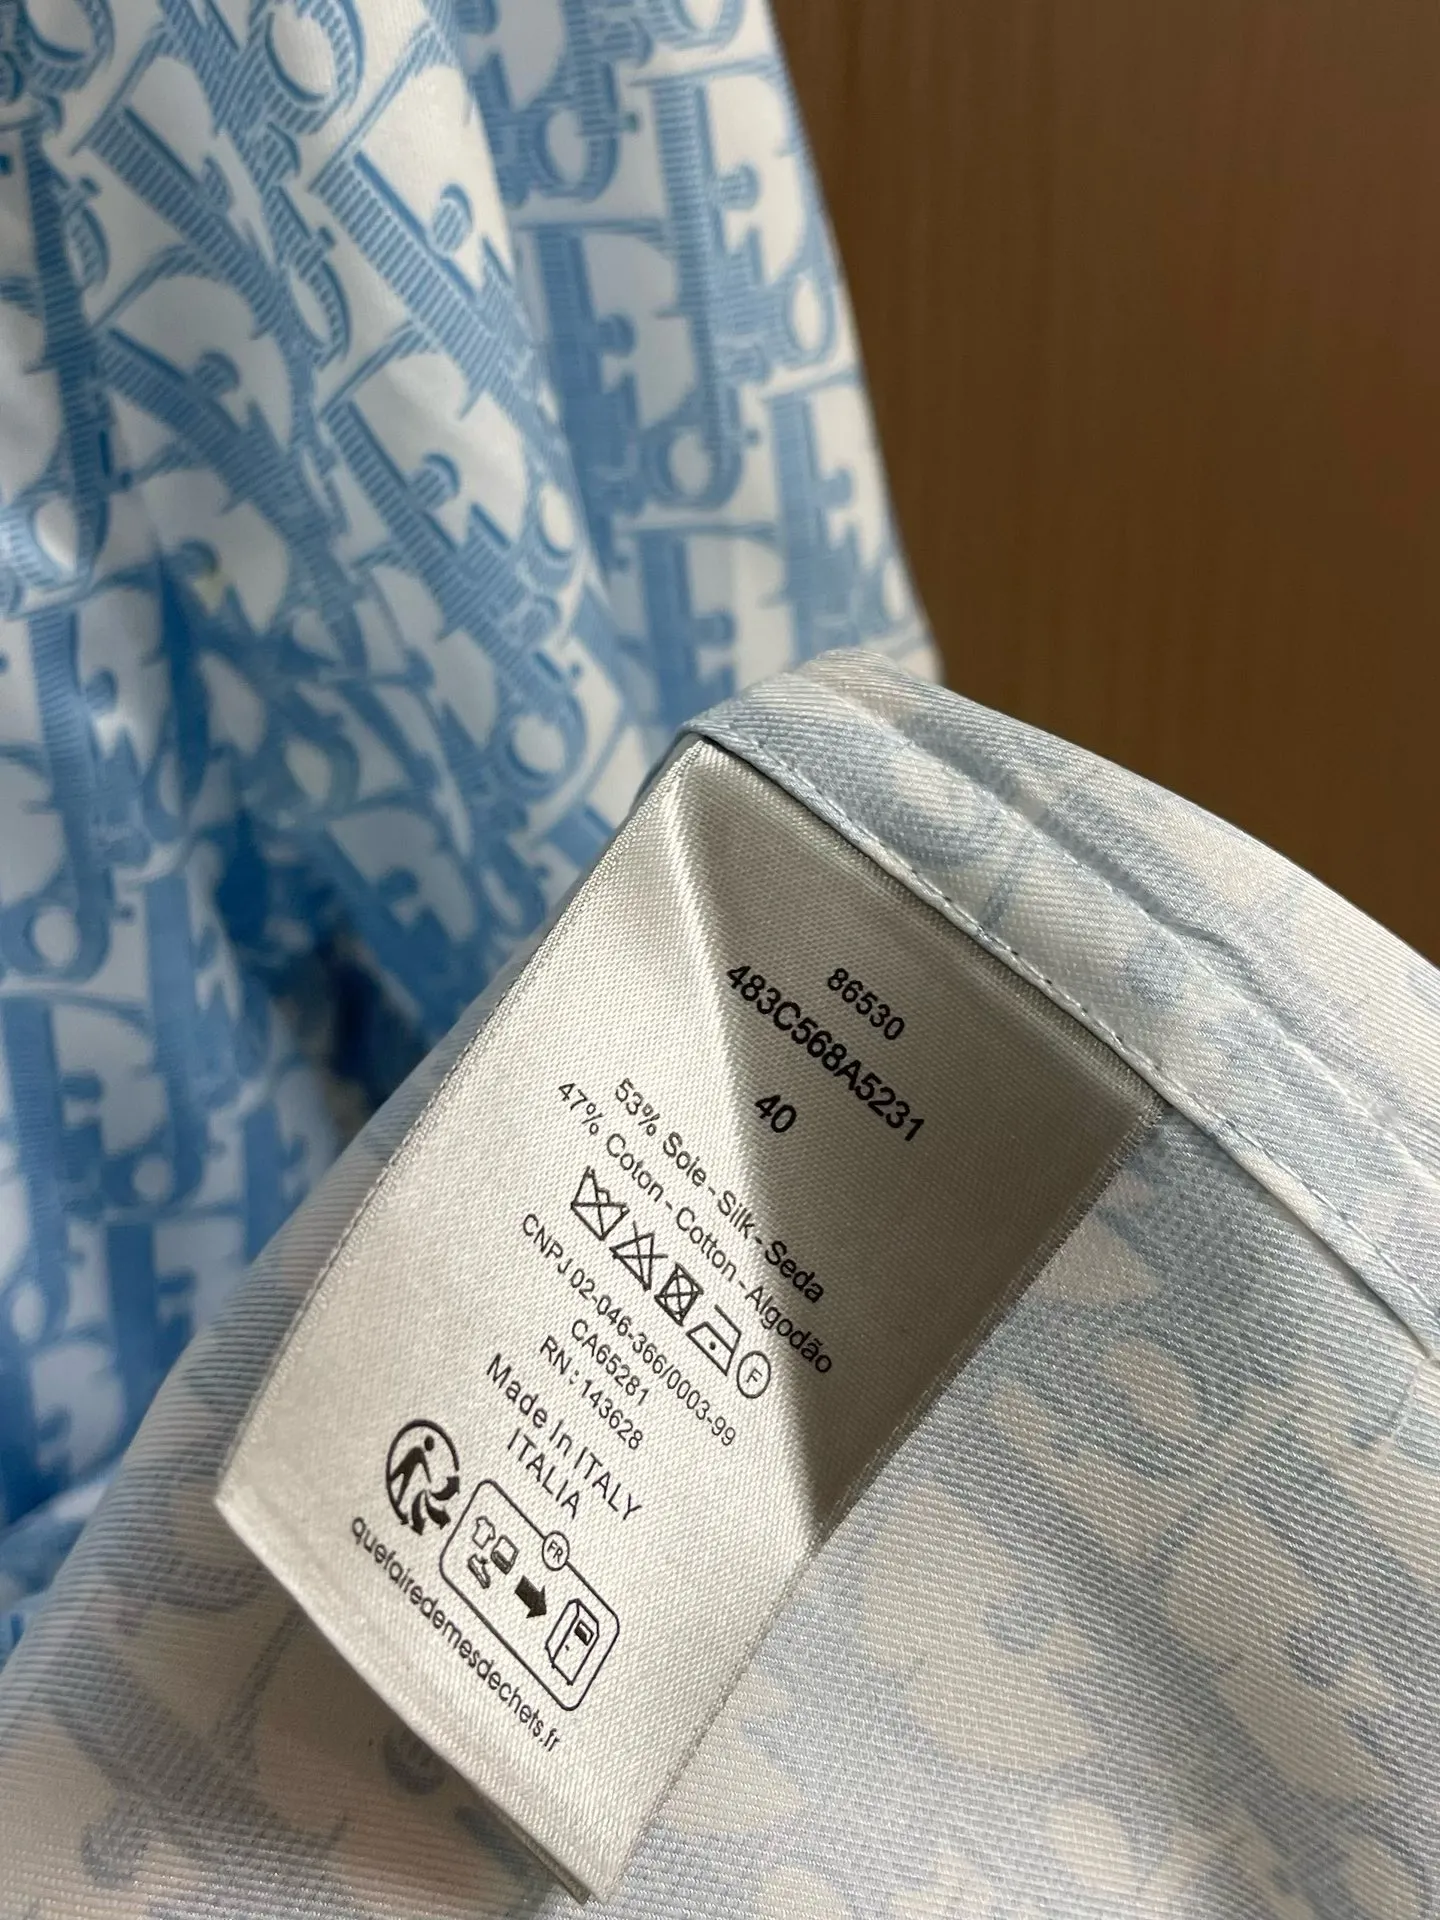 86530
483C568A5231
40
53% Soie - Silk - Seda
47% Coton - Cotton - Algodão
F
CNPJ 02-046-366/0003-99
CA65281
RN : 143628
Made In ITALY
ITALIA
FR
quefairedemesdechets.fr